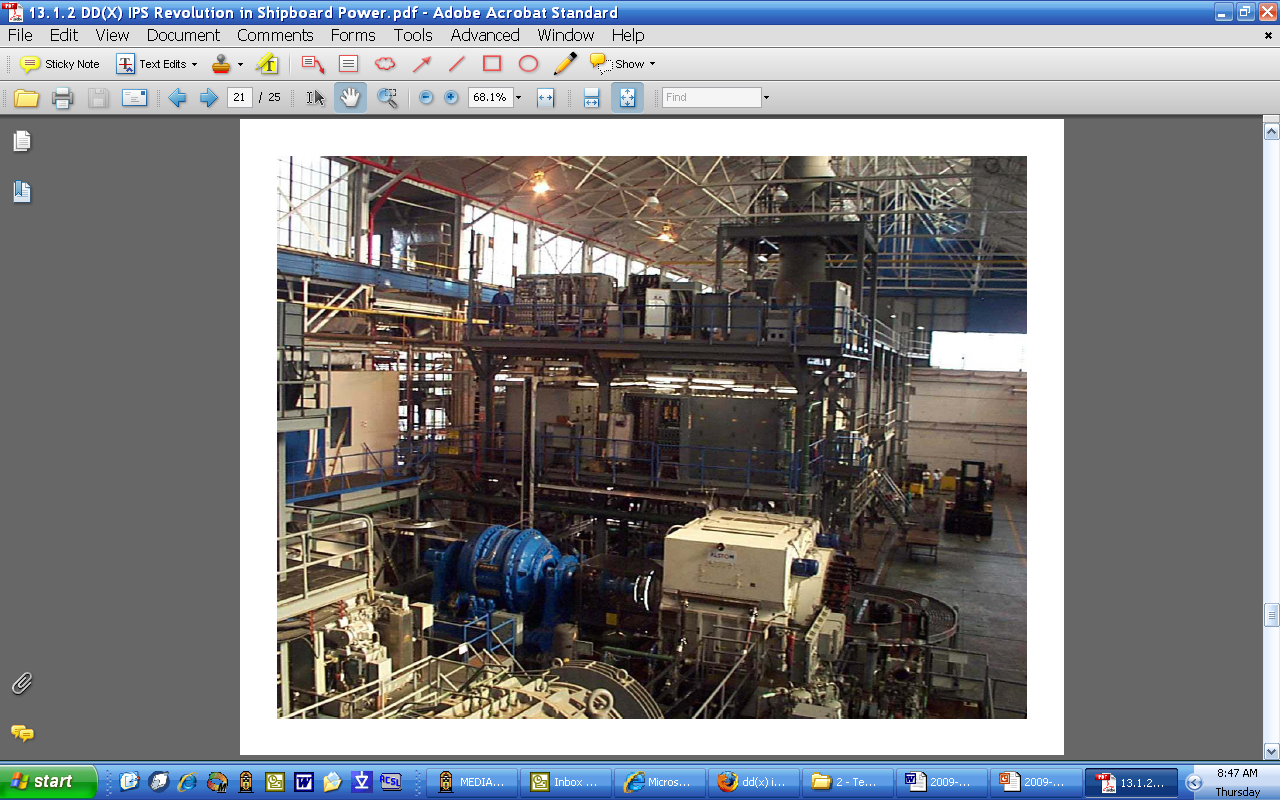 13.1.2 DD(X) IPS Revolution in Shipboard Power.pdf - Adobe Acrobat Standard
File Edit View Document Comments Forms Tools Advanced Window Help
Sticky Note Text Edits Show
21 / 25 68.1% Find
ALSTOM
start MEDIA... Inbox ... Micros... dd(x) i... 2 - Te... 2009-... 2009-... 13.1.2... 8:47 AM
Thursday